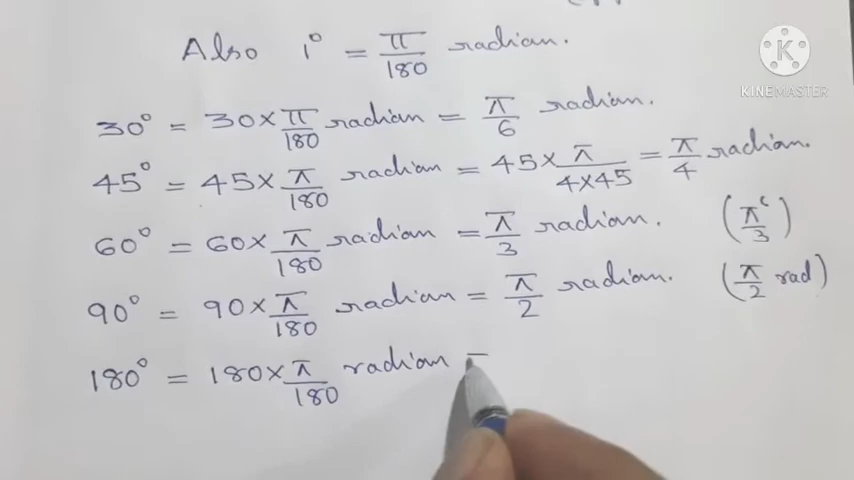 Also 1° = π/180 radian.
K
KINEMASTER
30° = 30 × π/180 radian = π/6 radian.
45° = 45 × π/180 radian = 45 × π/4×45 = π/4 radian.
60° = 60 × π/180 radian = π/3 radian. (π/3 ᶜ)
90° = 90 × π/180 radian = π/2 radian. (π/2 rad)
180° = 180 × π/180 radian